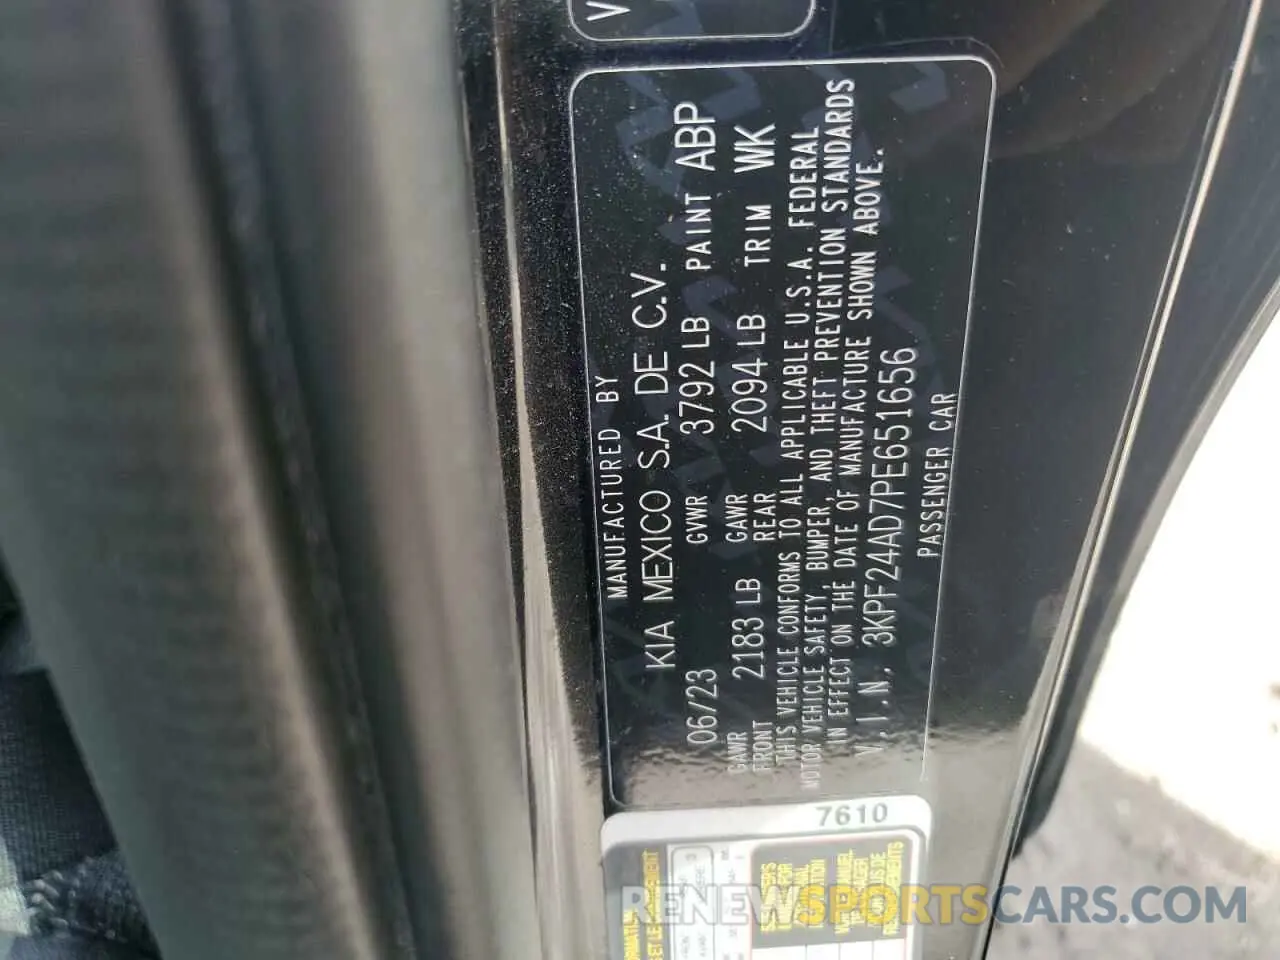 V
MANUFACTURED BY
KIA MEXICO S.A. DE C.V.
06/23 GVWR 3792 LB PAINT ABP
GAWR FRONT 2183 LB GAWR REAR 2094 LB TRIM WK
THIS VEHICLE CONFORMS TO ALL APPLICABLE U.S.A. FEDERAL
MOTOR VEHICLE SAFETY, BUMPER, AND THEFT PREVENTION STANDARDS
IN EFFECT ON THE DATE OF MANUFACTURE SHOWN ABOVE.
V.I.N. 3KPF24AD7PE651656
PASSENGER CAR
7610
RENEWSPORTSCARS.COM